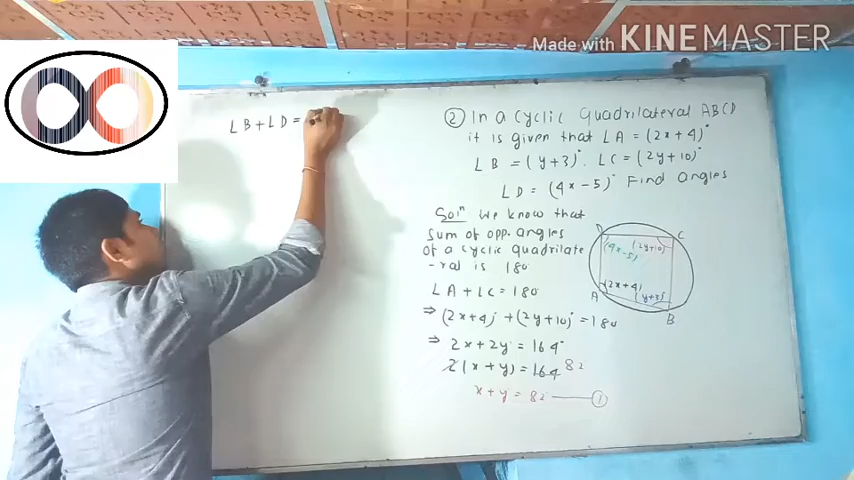 Made with KINEMASTER
∠B+∠D=
② In a cyclic quadrilateral ABCD
it is given that ∠A = (2x+4)°
∠B = (y+3)°. ∠C = (2y+10)°
∠D = (4x-5)° Find angles
Solⁿ We know that
sum of opp. angles
of a cyclic quadrilate
-ral is 180
∠A+∠C=180
⇒ (2x+4)°+(2y+10)°=180
⇒ 2x+2y=164°
2(x+y)=164 82
x+y=82 ①
D C
(4x-5) (2y+10)
A (2x+4)
(y+3)
B